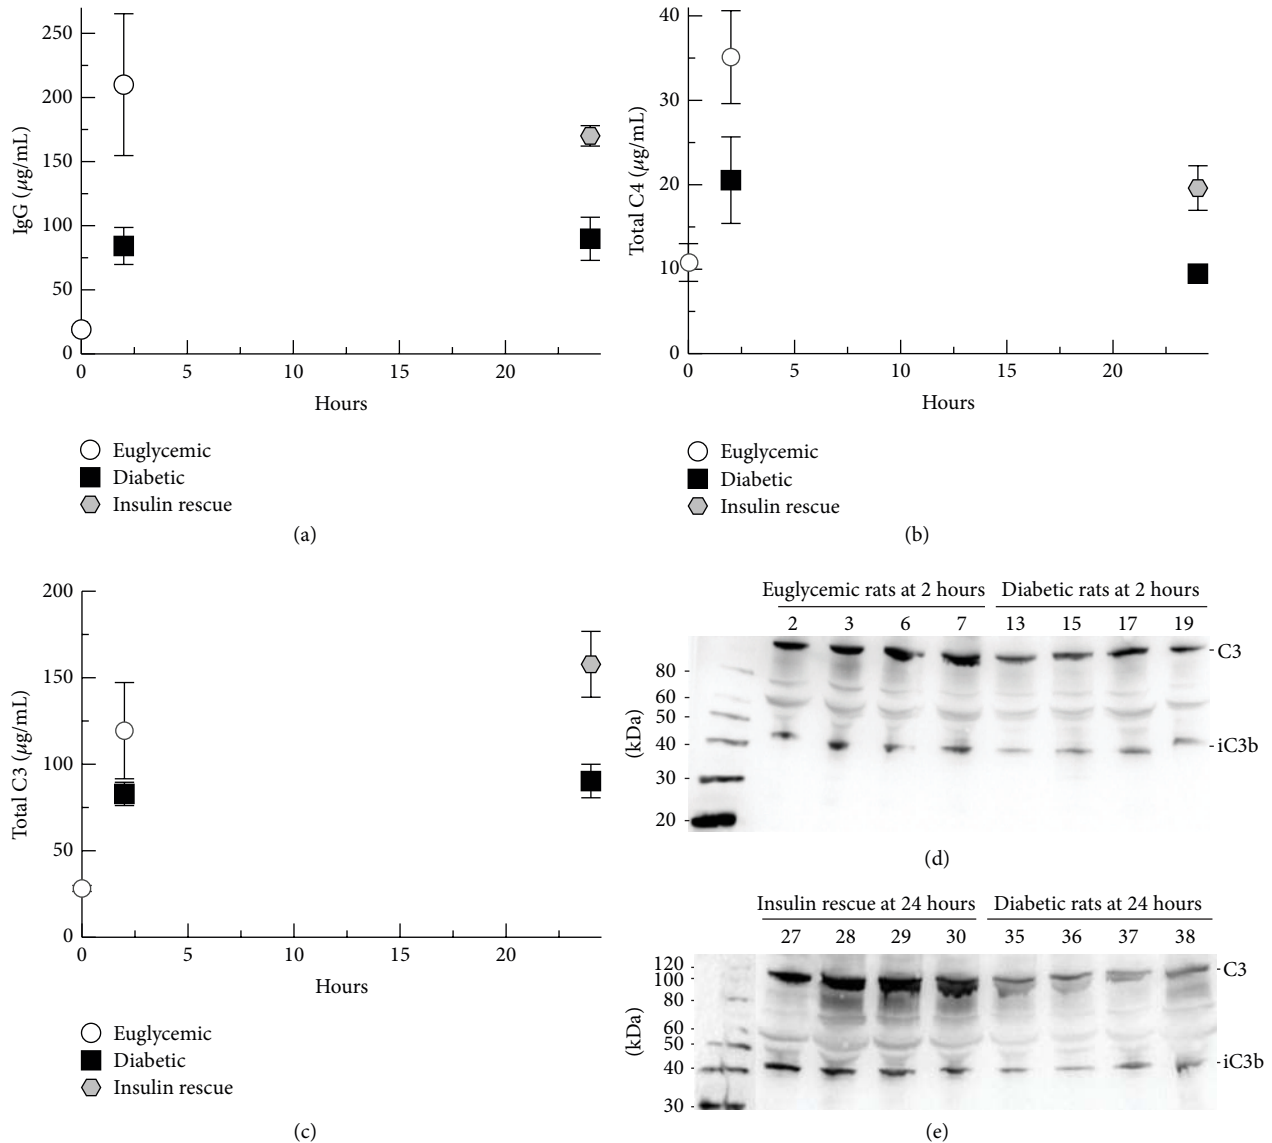 250
200
150
100
50
0
IgG (μg/mL)
0 5 10 15 20
Hours
Euglycemic
Diabetic
Insulin rescue
(a)
40
30
20
10
0
Total C4 (μg/mL)
0 5 10 15 20
Hours
Euglycemic
Diabetic
Insulin rescue
(b)
200
150
100
50
0
Total C3 (μg/mL)
0 5 10 15 20
Hours
Euglycemic
Diabetic
Insulin rescue
(c)
Euglycemic rats at 2 hours Diabetic rats at 2 hours
2 3 6 7 13 15 17 19
C3
80
60
50
40
iC3b
30
20
(kDa)
(d)
Insulin rescue at 24 hours Diabetic rats at 24 hours
27 28 29 30 35 36 37 38
120
C3
100
80
60
50
iC3b
40
30
(kDa)
(e)